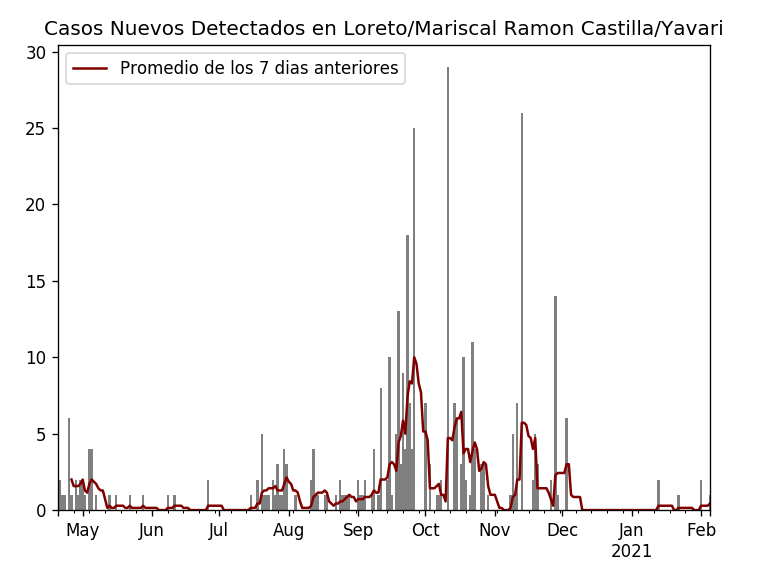 Casos Nuevos Detectados en Loreto/Mariscal Ramon Castilla/Yavari
Promedio de los 7 dias anteriores
30
25
20
15
10
5
0
May Jun Jul Aug Sep Oct Nov Dec Jan Feb
2021